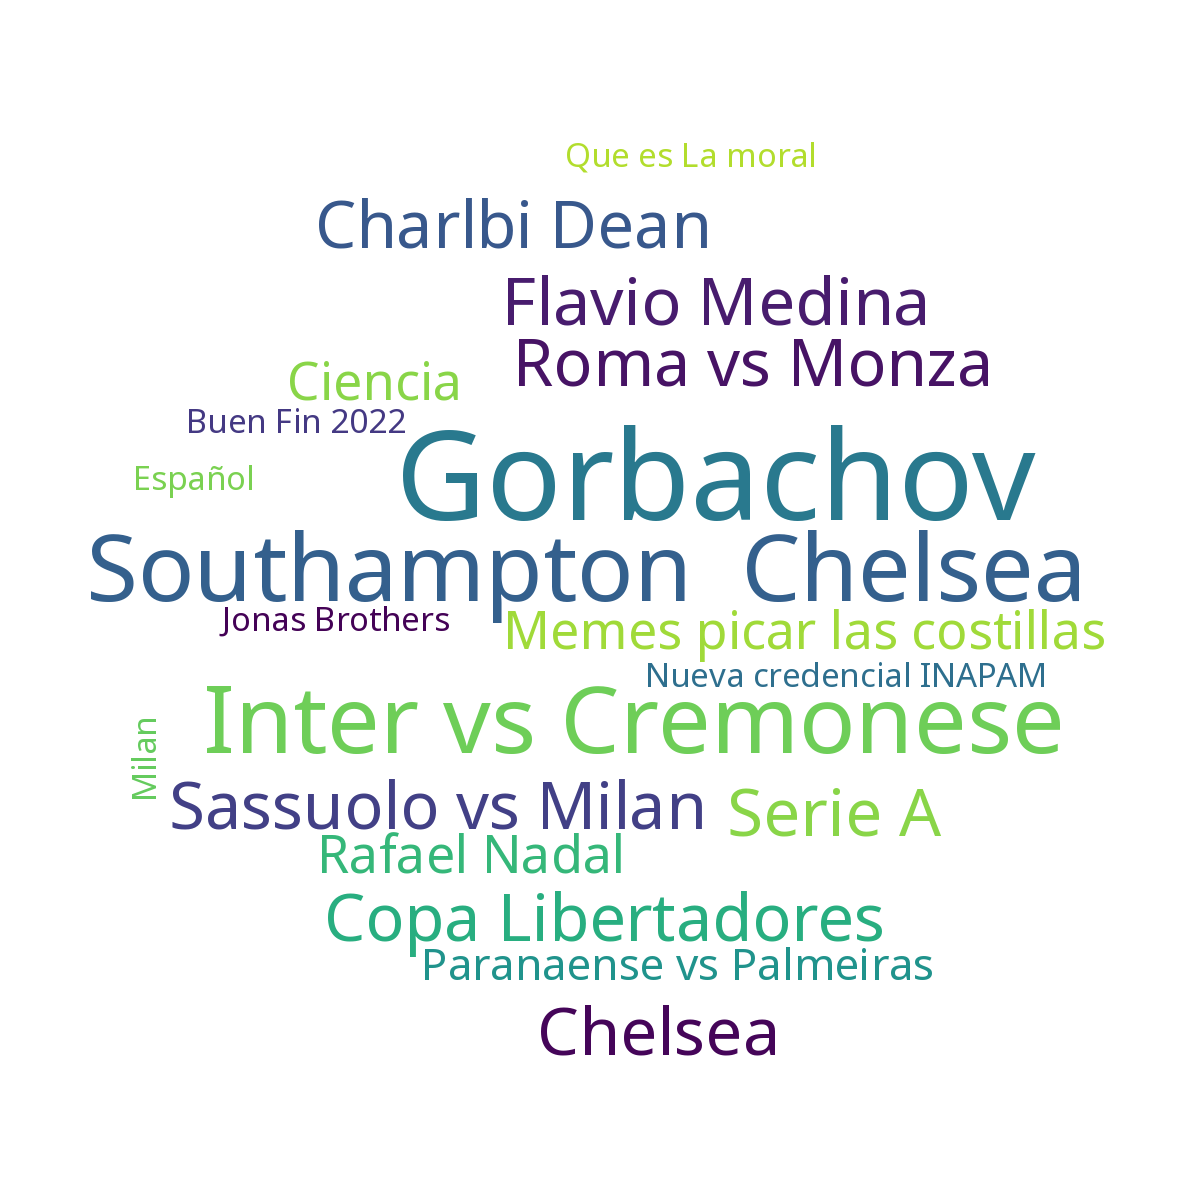 Que es La moral
Charlbi Dean
Flavio Medina
Roma vs Monza
Ciencia
Buen Fin 2022
Gorbachov
Español
Southampton  Chelsea
Jonas Brothers
Memes picar las costillas
Nueva credencial INAPAM
Inter vs Cremonese
Milan
Sassuolo vs Milan
Serie A
Rafael Nadal
Copa Libertadores
Paranaense vs Palmeiras
Chelsea